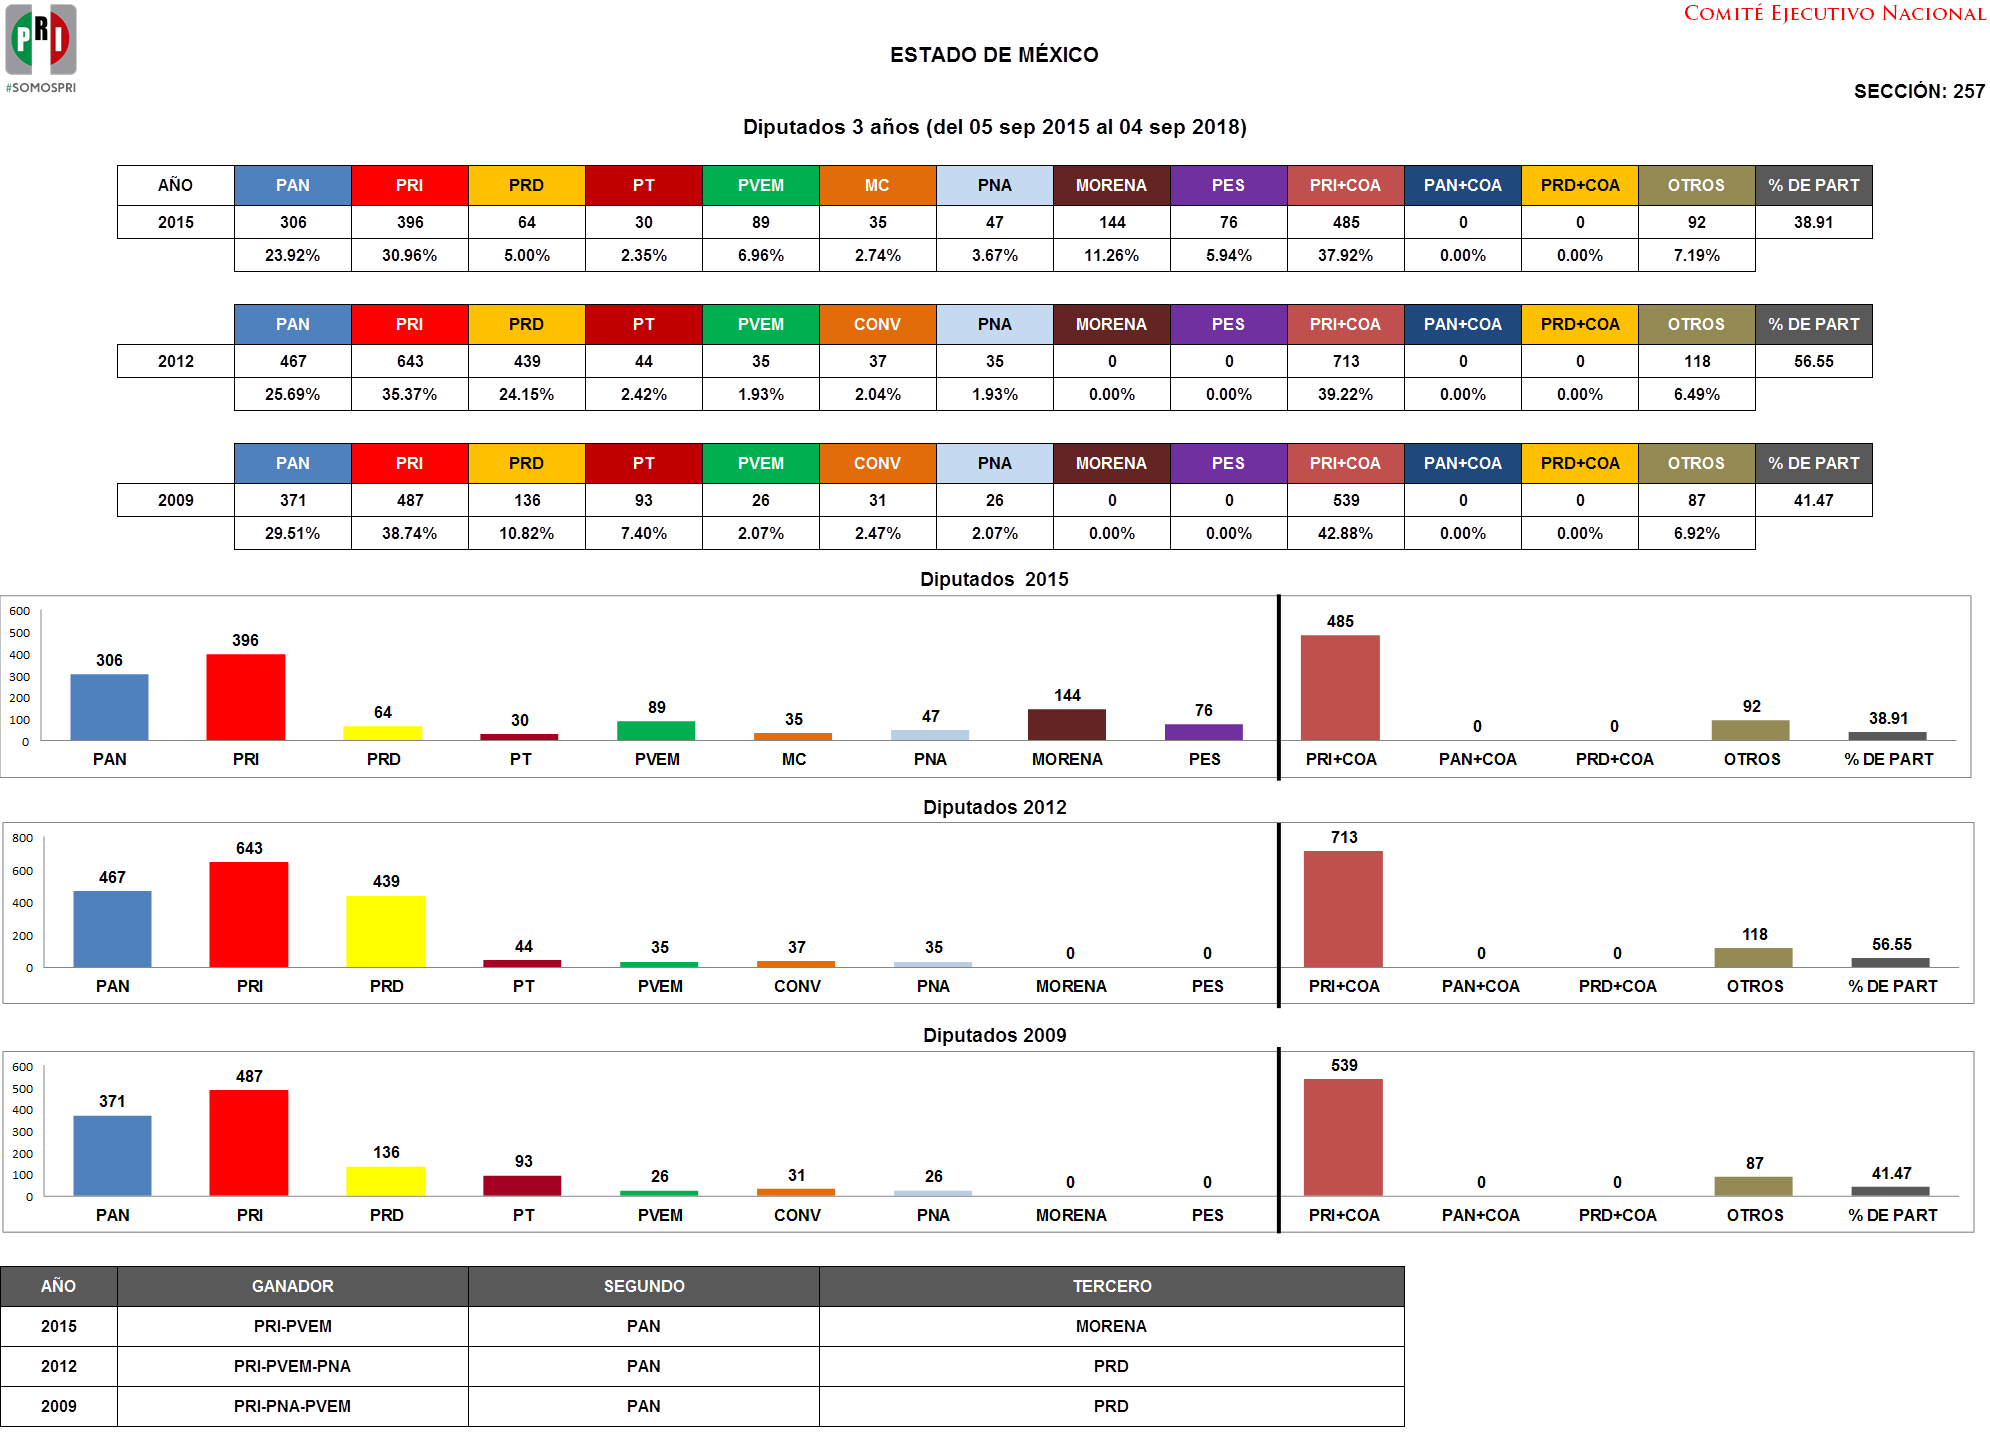 PRI
#SOMOSPRI
COMITÉ EJECUTIVO NACIONAL
ESTADO DE MÉXICO
SECCIÓN: 257
Diputados 3 años (del 05 sep 2015 al 04 sep 2018)
AÑO PAN PRI PRD PT PVEM MC PNA MORENA PES PRI+COA PAN+COA PRD+COA OTROS % DE PART
2015 306 396 64 30 89 35 47 144 76 485 0 0 92 38.91
23.92% 30.96% 5.00% 2.35% 6.96% 2.74% 3.67% 11.26% 5.94% 37.92% 0.00% 0.00% 7.19%
PAN PRI PRD PT PVEM CONV PNA MORENA PES PRI+COA PAN+COA PRD+COA OTROS % DE PART
2012 467 643 439 44 35 37 35 0 0 713 0 0 118 56.55
25.69% 35.37% 24.15% 2.42% 1.93% 2.04% 1.93% 0.00% 0.00% 39.22% 0.00% 0.00% 6.49%
PAN PRI PRD PT PVEM CONV PNA MORENA PES PRI+COA PAN+COA PRD+COA OTROS % DE PART
2009 371 487 136 93 26 31 26 0 0 539 0 0 87 41.47
29.51% 38.74% 10.82% 7.40% 2.07% 2.47% 2.07% 0.00% 0.00% 42.88% 0.00% 0.00% 6.92%
Diputados 2015
600
500
400
300
200
100
0
306 396 64 30 89 35 47 144 76 485 0 0 92 38.91
PAN PRI PRD PT PVEM MC PNA MORENA PES PRI+COA PAN+COA PRD+COA OTROS % DE PART
Diputados 2012
800
600
400
200
0
467 643 439 44 35 37 35 0 0 713 0 0 118 56.55
PAN PRI PRD PT PVEM CONV PNA MORENA PES PRI+COA PAN+COA PRD+COA OTROS % DE PART
Diputados 2009
600
500
400
300
200
100
0
371 487 136 93 26 31 26 0 0 539 0 0 87 41.47
PAN PRI PRD PT PVEM CONV PNA MORENA PES PRI+COA PAN+COA PRD+COA OTROS % DE PART
AÑO GANADOR SEGUNDO TERCERO
2015 PRI-PVEM PAN MORENA
2012 PRI-PVEM-PNA PAN PRD
2009 PRI-PNA-PVEM PAN PRD